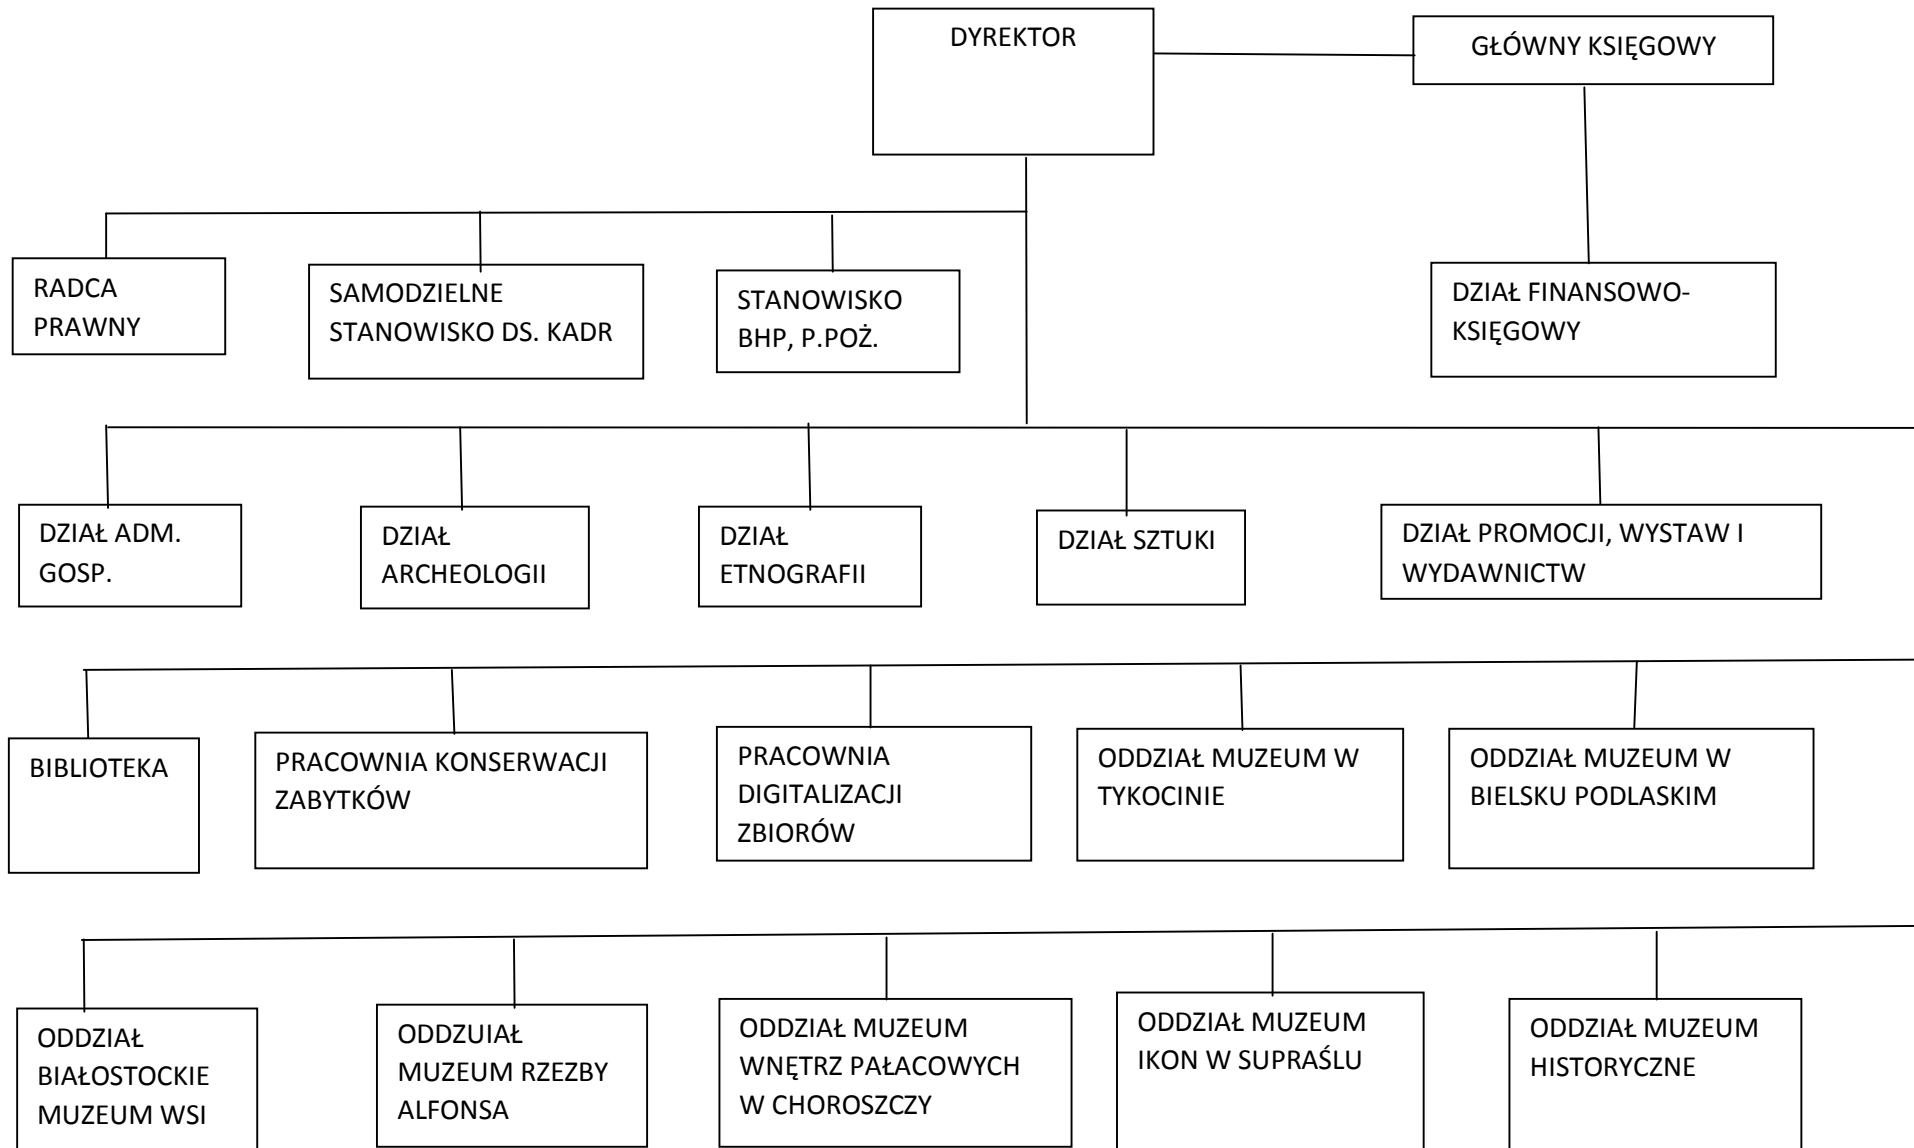 DYREKTOR
GŁÓWNY KSIĘGOWY
RADCA
PRAWNY
SAMODZIELNE
STANOWISKO DS. KADR
STANOWISKO
BHP, P.POŻ.
DZIAŁ FINANSOWO-
KSIĘGOWY
DZIAŁ ADM.
GOSP.
DZIAŁ
ARCHEOLOGII
DZIAŁ
ETNOGRAFII
DZIAŁ SZTUKI
DZIAŁ PROMOCJI, WYSTAW I
WYDAWNICTW
BIBLIOTEKA
PRACOWNIA KONSERWACJI
ZABYTKÓW
PRACOWNIA
DIGITALIZACJI
ZBIORÓW
ODDZIAŁ MUZEUM W
TYKOCINIE
ODDZIAŁ MUZEUM W
BIELSKU PODLASKIM
ODDZIAŁ
BIAŁOSTOCKIE
MUZEUM WSI
ODDZUIAŁ
MUZEUM RZEZBY
ALFONSA
ODDZIAŁ MUZEUM
WNĘTRZ PAŁACOWYCH
W CHOROSZCZY
ODDZIAŁ MUZEUM
IKON W SUPRAŚLU
ODDZIAŁ MUZEUM
HISTORYCZNE